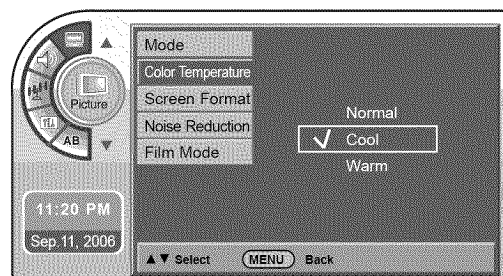 Picture
AB
11:20 PM
Sep.11, 2006
Mode
Color Temperature
Screen Format
Noise Reduction
Film Mode
Normal
Cool
Warm
▲▼ Select MENU Back